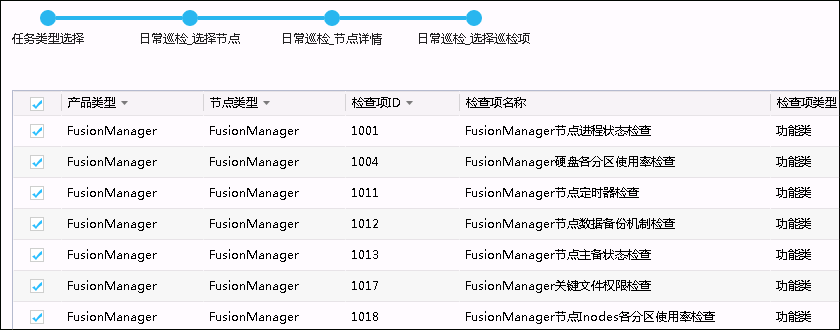 任务类型选择 日常巡检_选择节点 日常巡检_节点详情 日常巡检_选择巡检项
产品类型 节点类型 检查项ID 检查项名称 检查项类型
FusionManager FusionManager 1001 FusionManager节点进程状态检查 功能类
FusionManager FusionManager 1004 FusionManager硬盘各分区使用率检查 功能类
FusionManager FusionManager 1011 FusionManager节点定时器检查 功能类
FusionManager FusionManager 1012 FusionManager节点数据备份机制检查 功能类
FusionManager FusionManager 1013 FusionManager节点主备状态检查 功能类
FusionManager FusionManager 1017 FusionManager关键文件权限检查 功能类
FusionManager FusionManager 1018 FusionManager节点Inodes各分区使用率检查 功能类